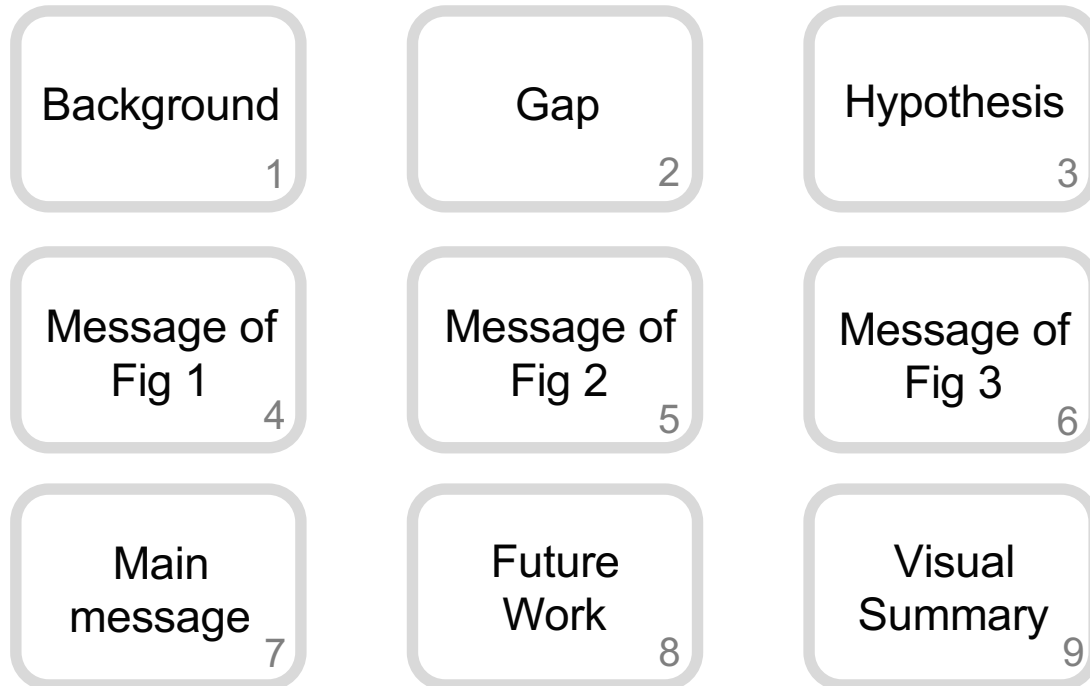 Background
1
Gap
2
Hypothesis
3
Message of
Fig 1
4
Message of
Fig 2
5
Message of
Fig 3
6
Main
message
7
Future
Work
8
Visual
Summary
9